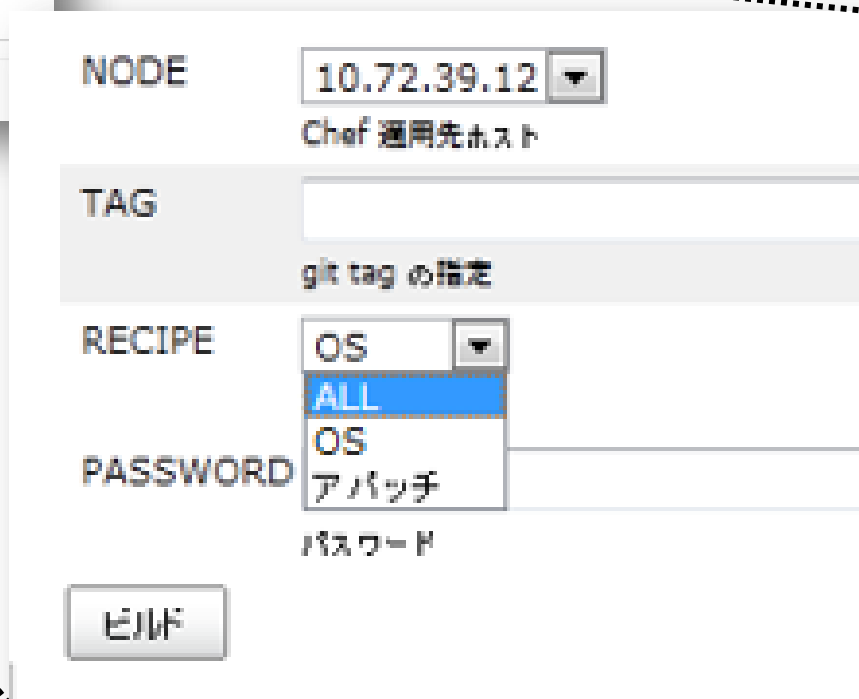 NODE
10.72.39.12
Chef 適用先ホスト
TAG
git tag の指定
RECIPE
OS
ALL
OS
アパッチ
PASSWORD
パスワード
ビルド